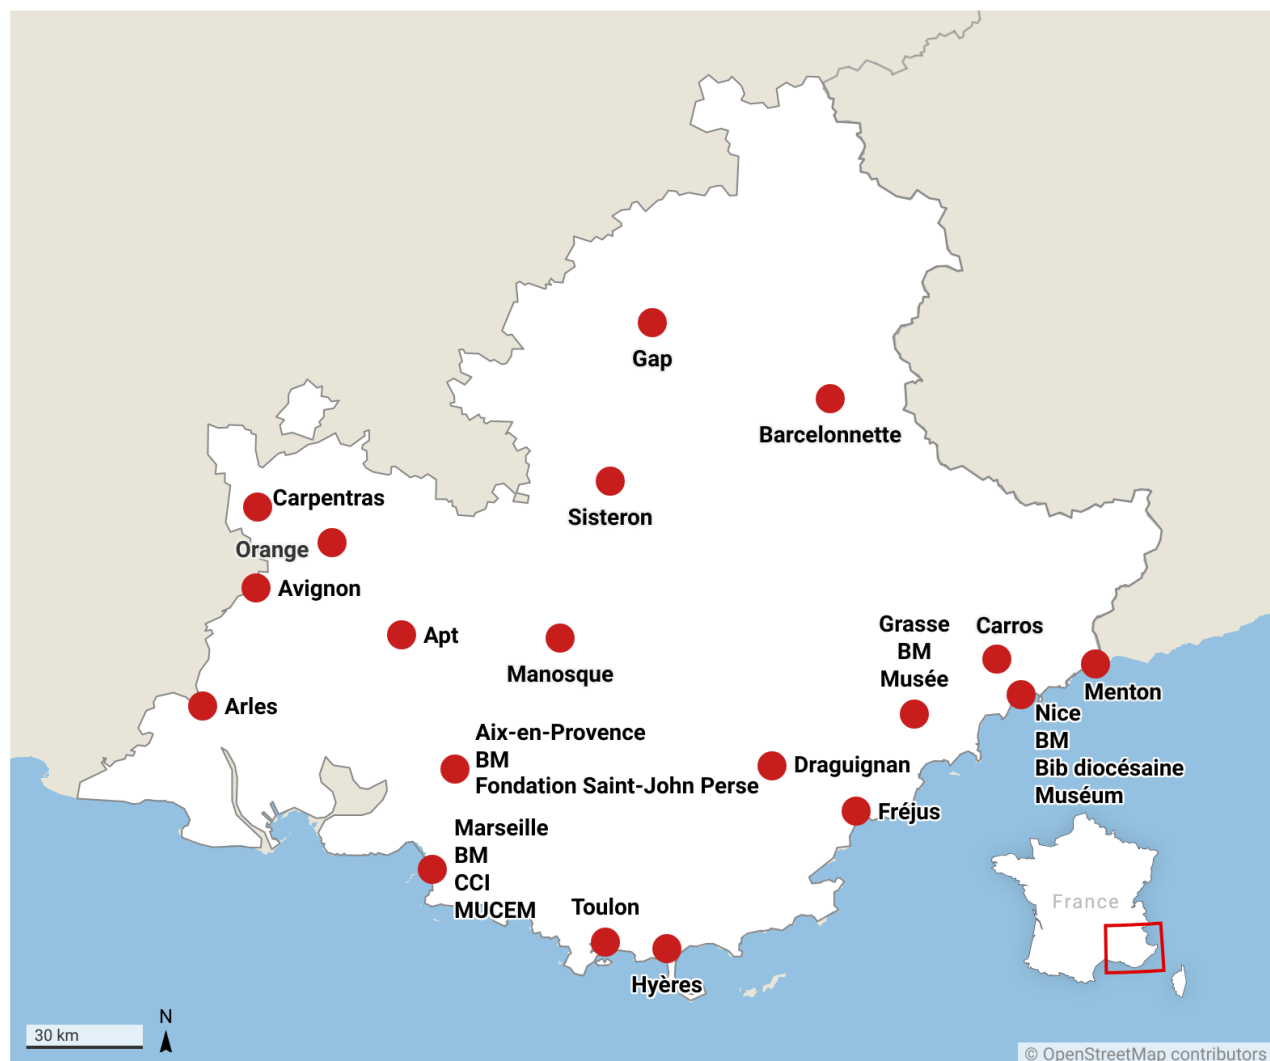 Gap
Barcelonnette
Carpentras
Sisteron
Orange
Avignon
Apt
Manosque
Grasse
BM
Musée
Carros
Menton
Arles
Nice
BM
Bib diocésaine
Muséum
Aix-en-Provence
BM
Fondation Saint-John Perse
Draguignan
Fréjus
Marseille
BM
CCI
MUCEM
Toulon
Hyères
France
N
30 km
© OpenStreetMap contributors